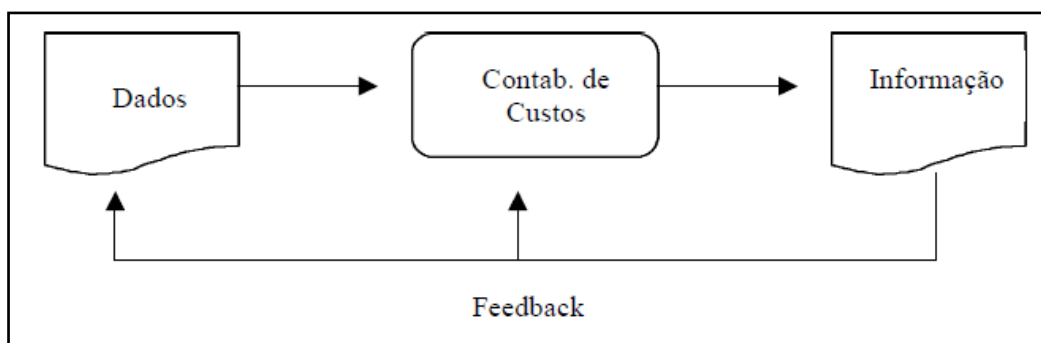 Dados
Contab. de
Custos
Informação
Feedback